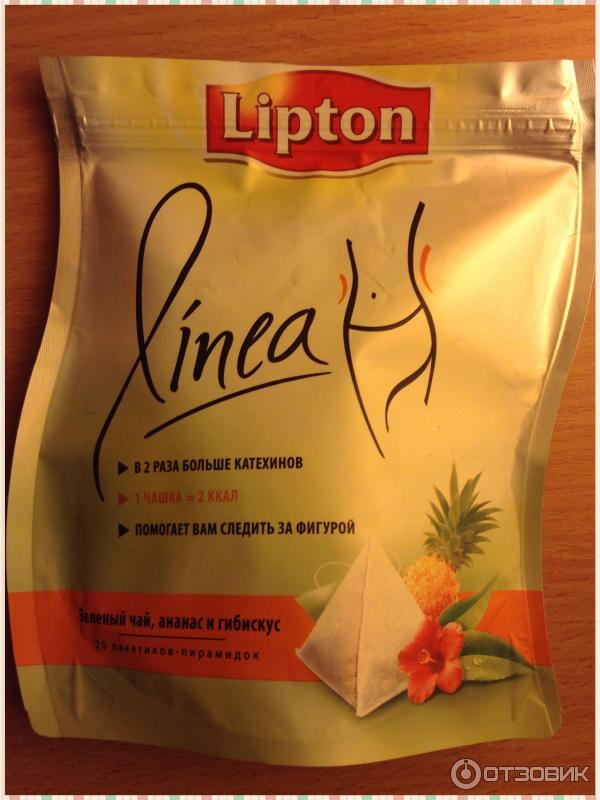 Lipton
Linea
В 2 РАЗА БОЛЬШЕ КАТЕХИНОВ
1 ЧАШКА = 2 ККАЛ
ПОМОГАЕТ ВАМ СЛЕДИТЬ ЗА ФИГУРОЙ
Зеленый чай, ананас и гибискус
20 пакетиков-пирамидок
ОТЗОВИК